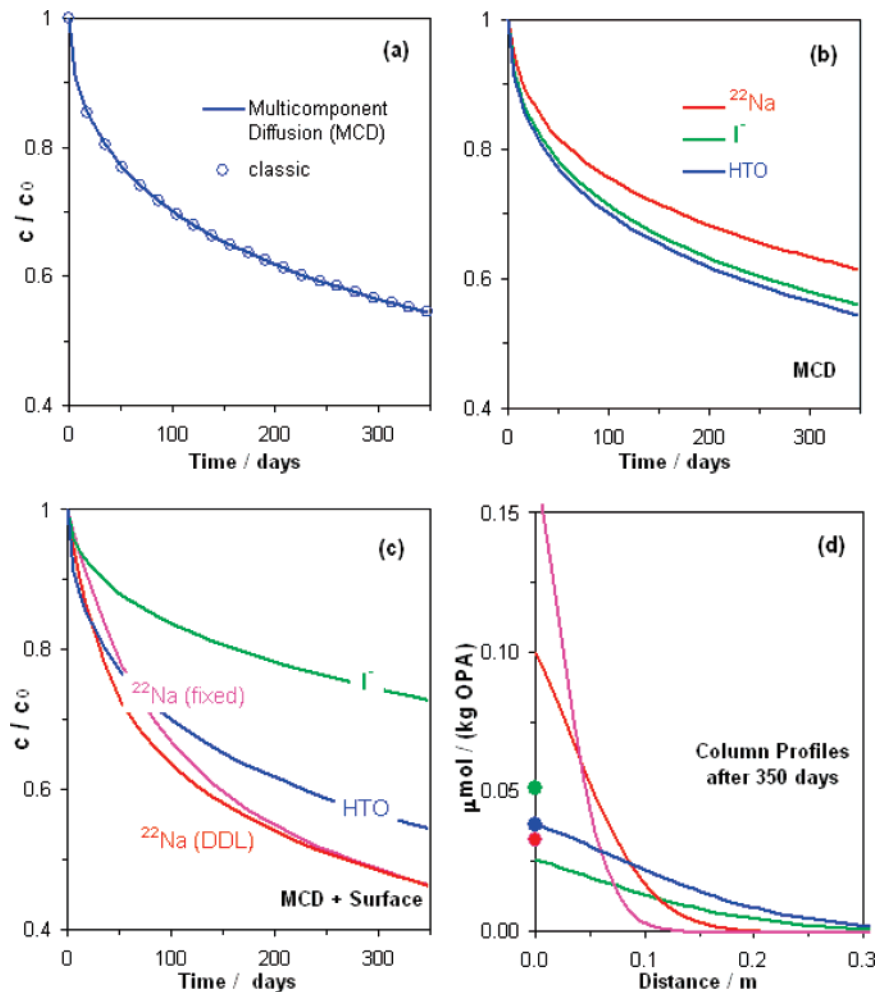 (a)
1
0.8
0.6
0.4
c / c₀
Multicomponent
Diffusion (MCD)
classic
0
100
200
300
Time / days
(b)
1
0.8
0.6
0.4
²²Na
I⁻
HTO
MCD
0
100
200
300
Time / days
(c)
1
0.8
0.6
0.4
c / c₀
I⁻
²²Na (fixed)
HTO
²²Na (DDL)
MCD + Surface
0
100
200
300
Time / days
(d)
0.15
0.10
0.05
0.00
μmol / (kg OPA)
Column Profiles
after 350 days
0.0
0.1
0.2
0.3
Distance / m